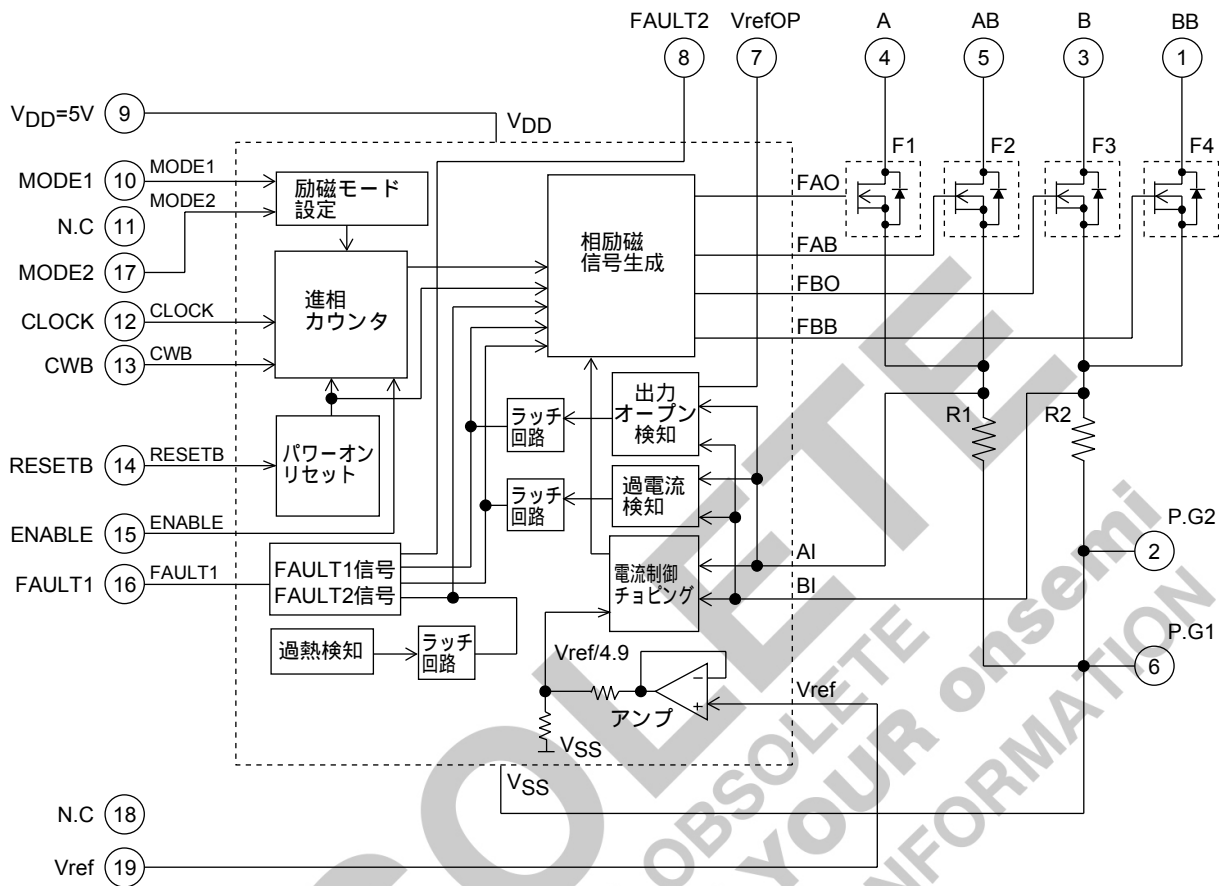 FAULT2 VrefOP A AB B BB
8 7 4 5 3 1
VDD=5V 9
VDD
F1 F2 F3 F4
MODE1 10 MODE1
励磁モード
設定
N.C 11 MODE2
MODE2 17
相励磁
信号生成
FAO
FAB
FBO
FBB
進相
カウンタ
CLOCK 12 CLOCK
CWB 13 CWB
出力
オープン
検知
ラッチ
回路
R1 R2
RESETB 14 RESETB
パワーオン
リセット
過電流
検知
ラッチ
回路
ENABLE 15 ENABLE
P.G2
2
FAULT1 16 FAULT1
FAULT1信号
FAULT2信号
電流制御
チョピング
AI
BI
過熱検知
ラッチ
回路
P.G1
6
Vref/4.9
−
+
アンプ
Vref
VSS
VSS
N.C 18
Vref 19
SOLETE
OBSOLETE
YOUR onsemi
INFORMATION